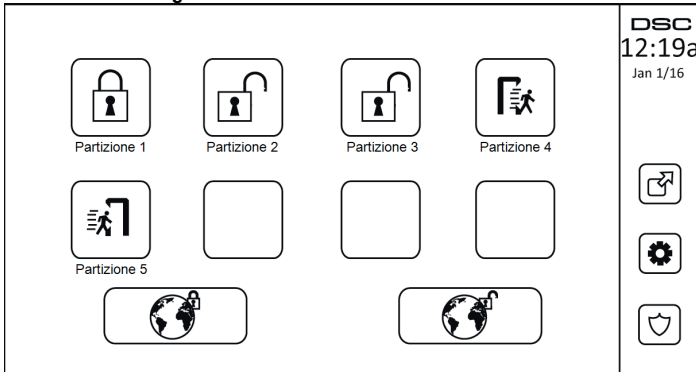 DSC
12:19a
Jan 1/16
Partizione 1
Partizione 2
Partizione 3
Partizione 4
Partizione 5